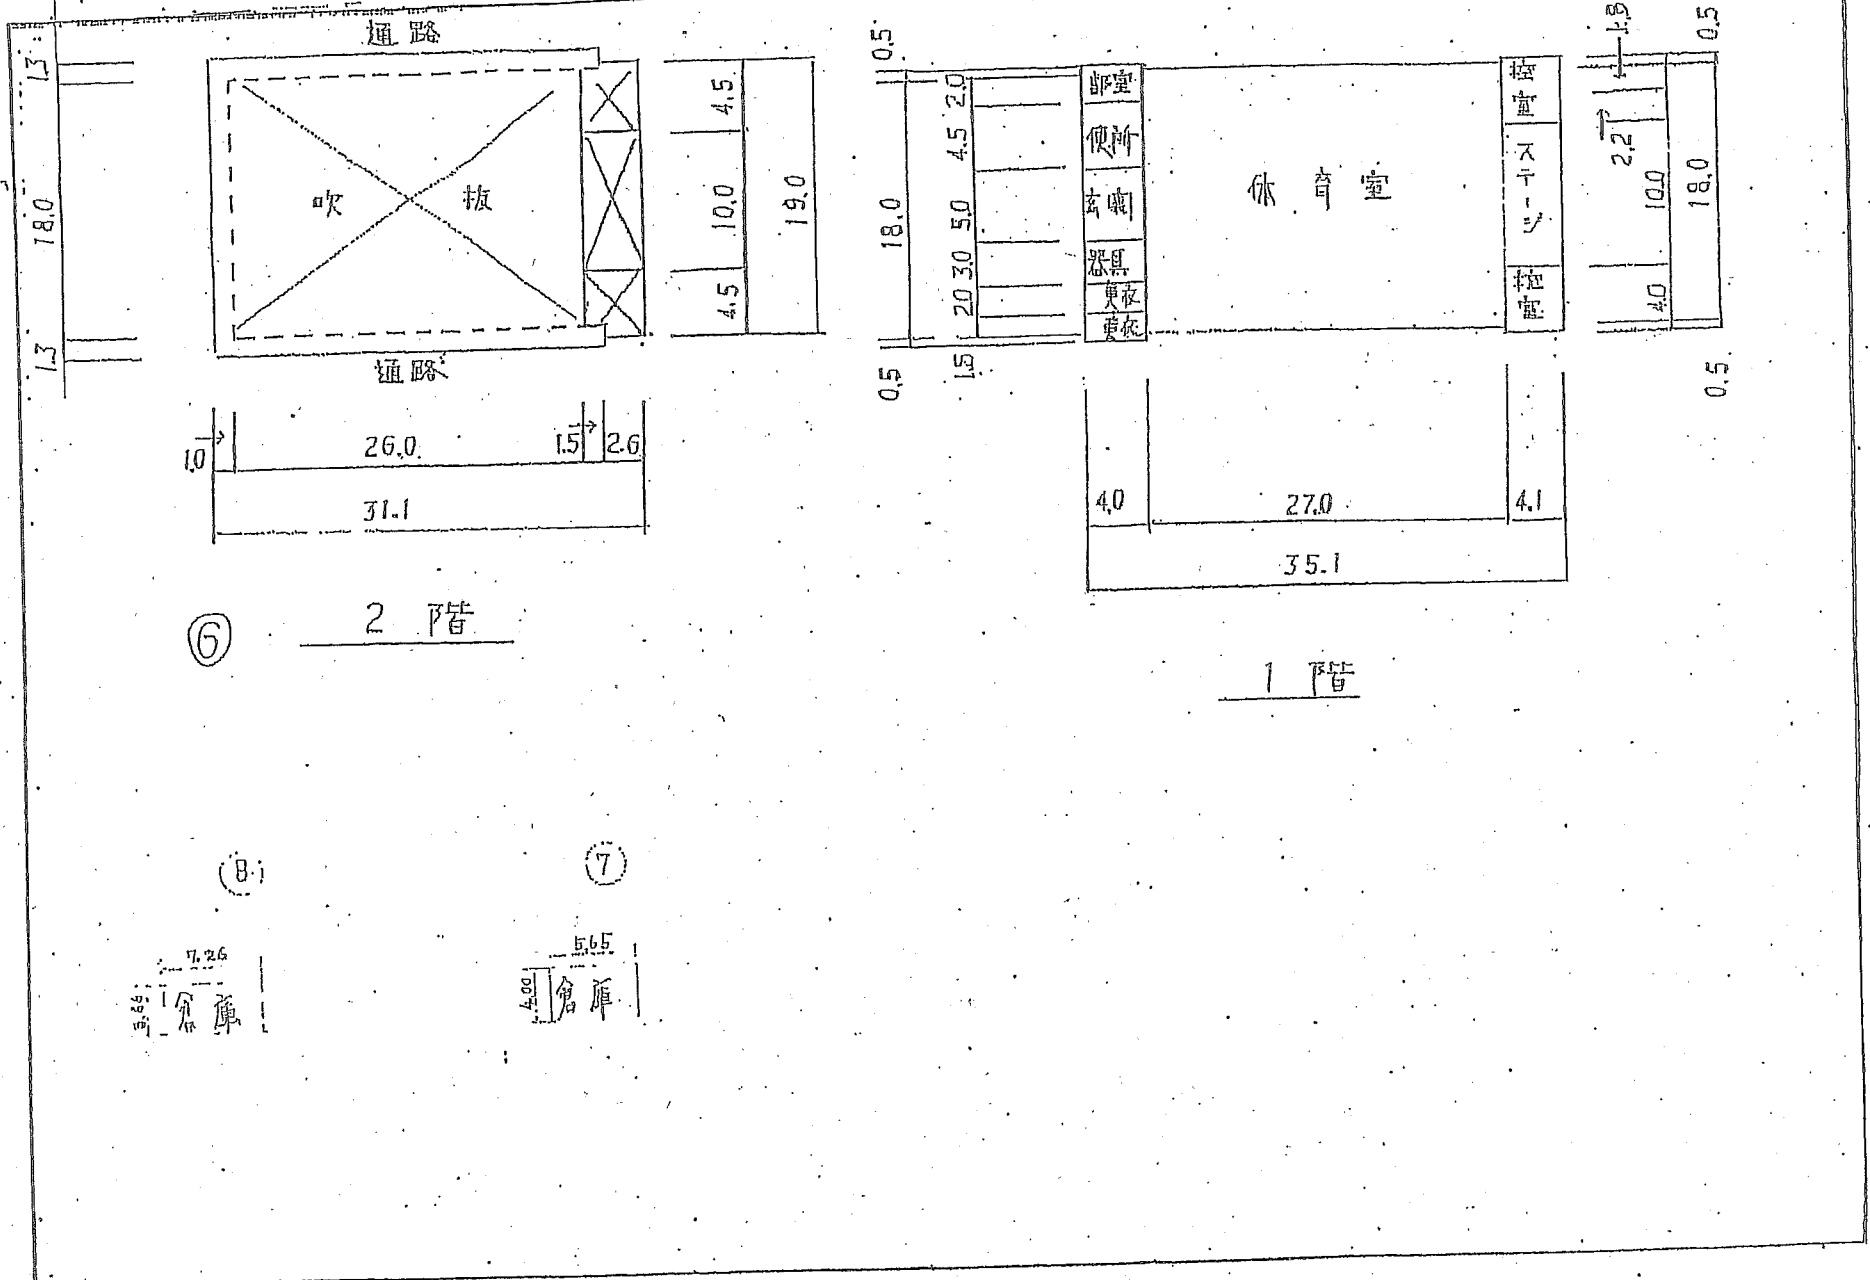 通路
吹抜
通路
1.3
18.0
1.3
4.5
10.0
4.5
19.0
1.0
26.0
1.5
2.6
31.1
⑥
2 階
0.5
18.0
0.5
2.0
4.5
5.0
3.0
2.0
1.5
部室
便所
玄関
器具
更衣
更衣
体育室
控室
ステージ
控室
2.2
10.0
4.0
0.5
18.0
0.5
4.0
27.0
4.1
35.1
1 階
⑧
7.26
倉庫
⑦
5.65
4.00
倉庫